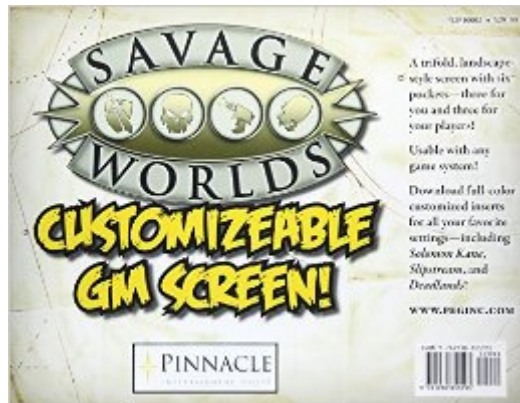 SAVAGE
WORLDS
CUSTOMIZEABLE
GM SCREEN!
PINNACLE
A trifold, landscape-
style screen with six
pockets—three for
you and three for
your players!
Usable with any
game system!
Download full-color
customized inserts
for all your favorite
settings—including
Solomon Kane,
Slipstream, and
Deadlands!
WWW.PEGINC.COM